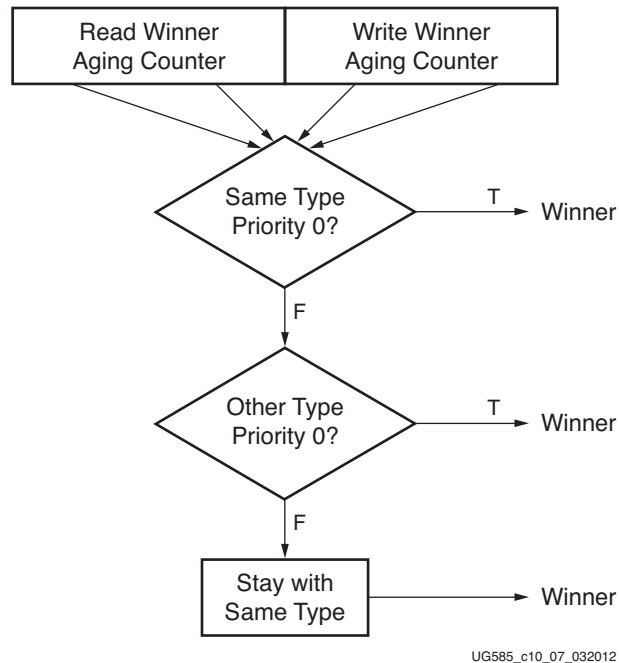 Read Winner
Aging Counter
Write Winner
Aging Counter
Same Type
Priority 0?
T
Winner
F
Other Type
Priority 0?
T
Winner
F
Stay with
Same Type
Winner
UG585_c10_07_032012